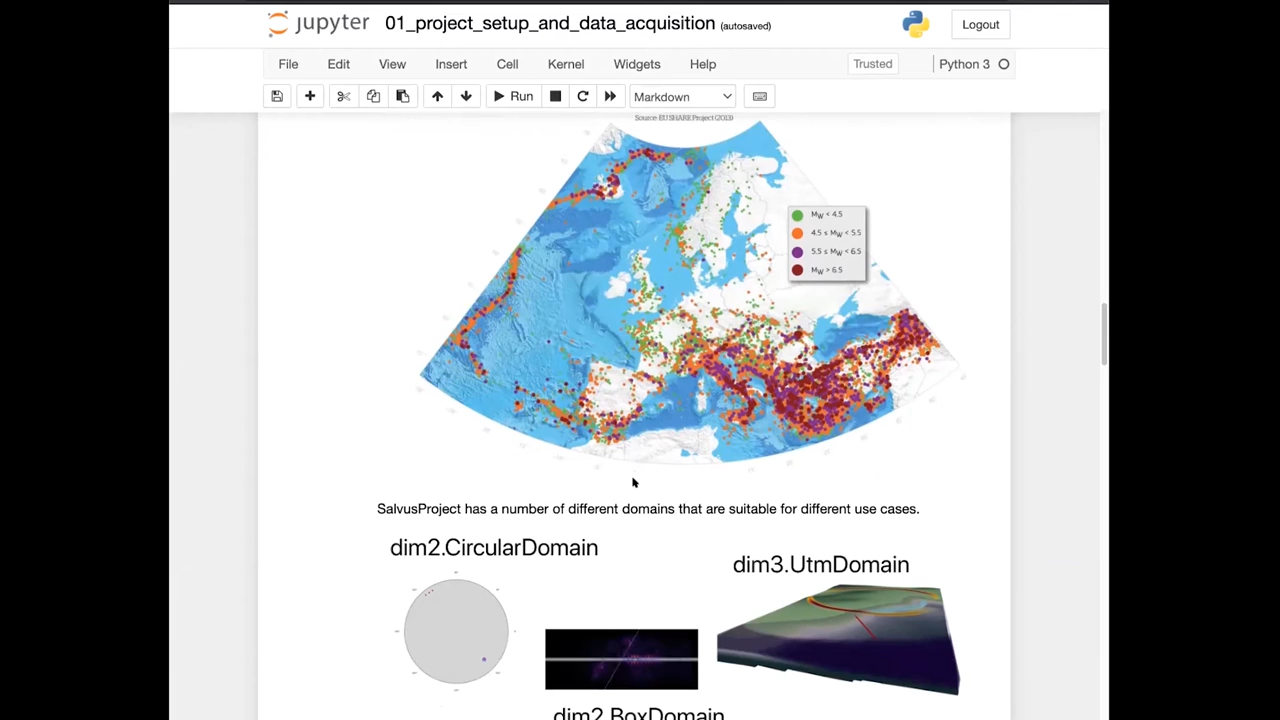 jupyter 01_project_setup_and_data_acquisition (autosaved)
Logout
File Edit View Insert Cell Kernel Widgets Help
Trusted
Python 3
Run
Markdown
Source: EU SHARE Project (2013)
Mw < 4.5
4.5 ≤ Mw < 5.5
5.5 ≤ Mw < 6.5
Mw > 6.5
SalvusProject has a number of different domains that are suitable for different use cases.
dim2.CircularDomain
dim3.UtmDomain
dim2.BoxDomain